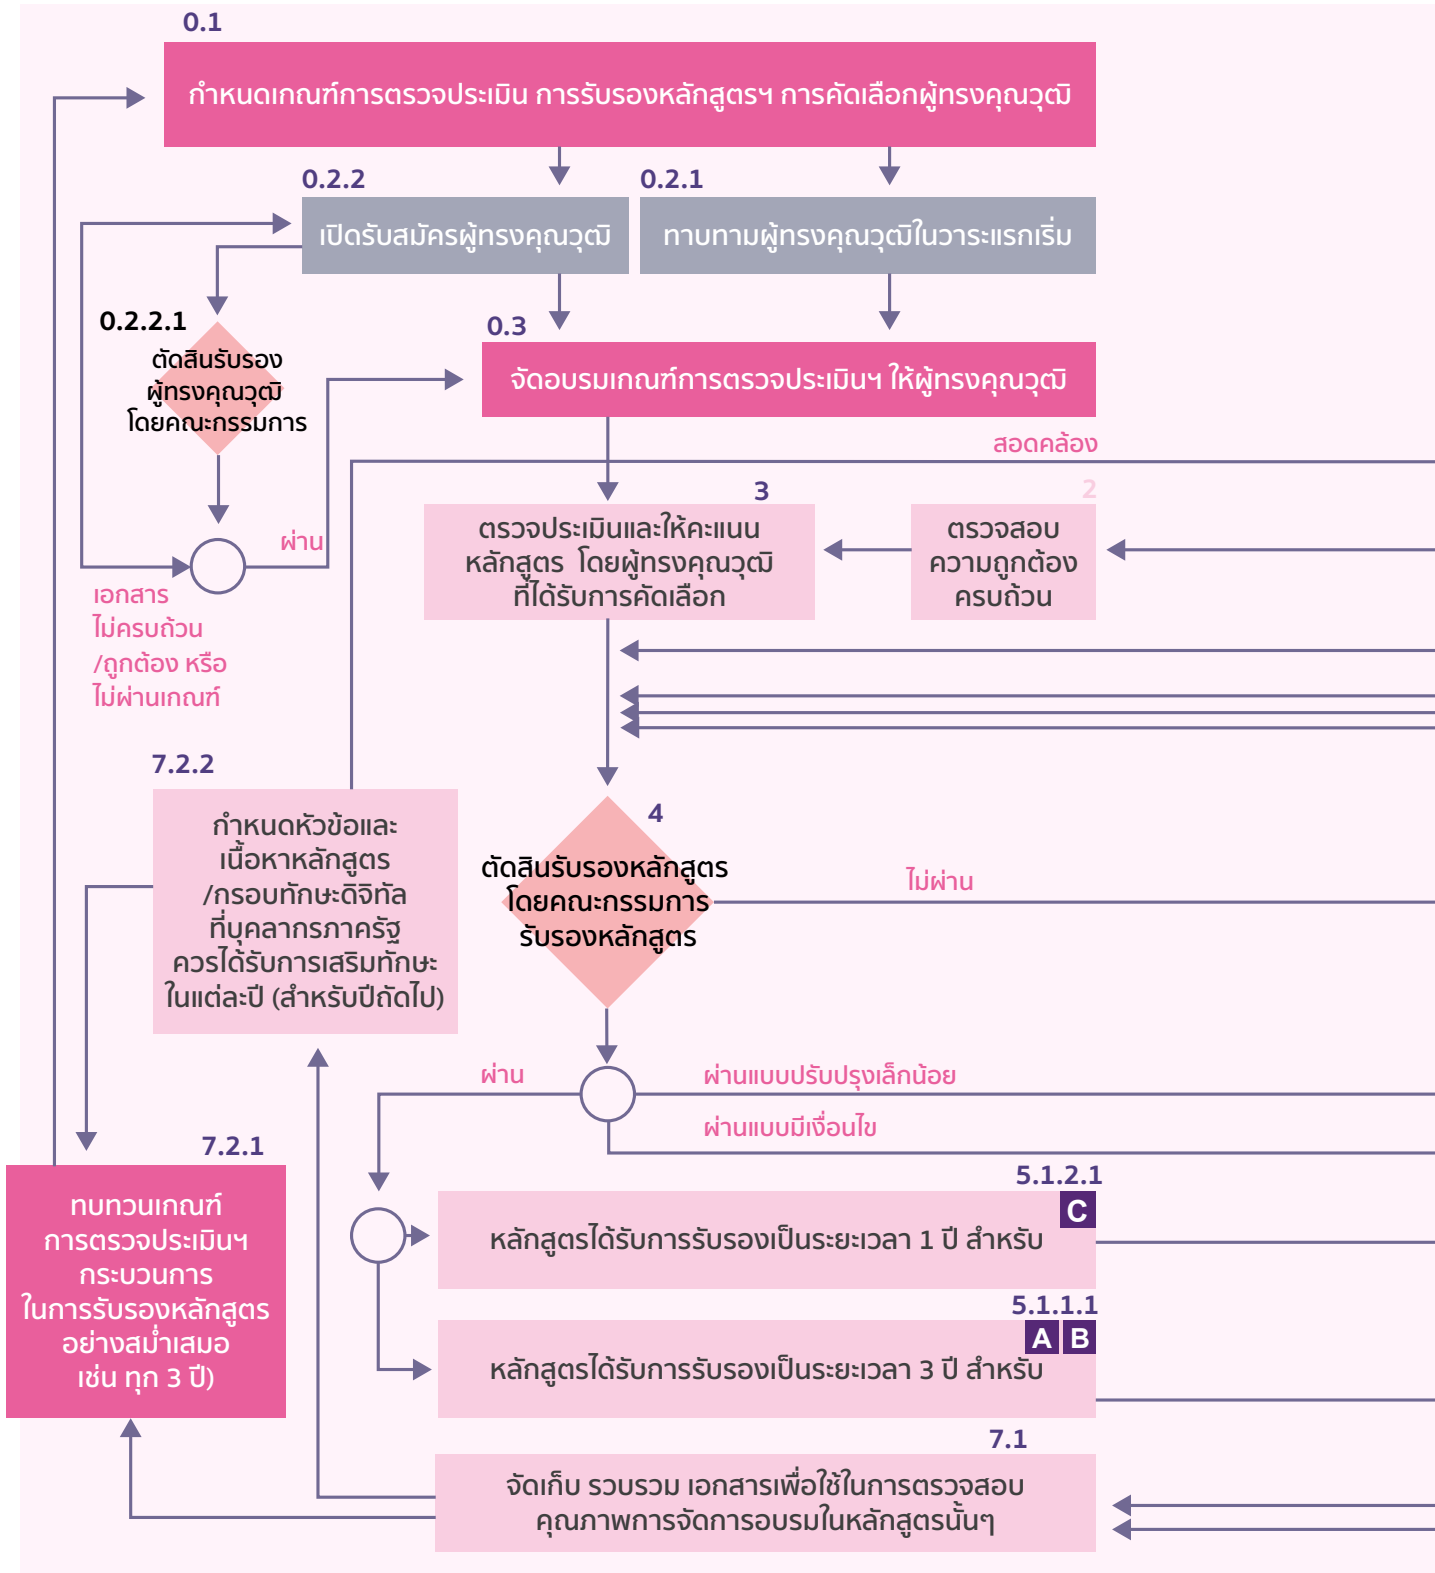 0.1
กำหนดเกณฑ์การตรวจประเมิน การรับรองหลักสูตรฯ การคัดเลือกผู้ทรงคุณวุฒิ
0.2.2
เปิดรับสมัครผู้ทรงคุณวุฒิ
0.2.1
ทาบทามผู้ทรงคุณวุฒิในวาระแรกเริ่ม
0.2.2.1
ตัดสินรับรอง
ผู้ทรงคุณวุฒิ
โดยคณะกรรมการ
0.3
จัดอบรมเกณฑ์การตรวจประเมินฯ ให้ผู้ทรงคุณวุฒิ
สอดคล้อง
ผ่าน
เอกสาร
ไม่ครบถ้วน
/ถูกต้อง หรือ
ไม่ผ่านเกณฑ์
3
ตรวจประเมินและให้คะแนน
หลักสูตร โดยผู้ทรงคุณวุฒิ
ที่ได้รับการคัดเลือก
2
ตรวจสอบ
ความถูกต้อง
ครบถ้วน
7.2.2
กำหนดหัวข้อและ
เนื้อหาหลักสูตร
/กรอบทักษะดิจิทัล
ที่บุคลากรภาครัฐ
ควรได้รับการเสริมทักษะ
ในแต่ละปี (สำหรับปีถัดไป)
4
ตัดสินรับรองหลักสูตร
โดยคณะกรรมการ
รับรองหลักสูตร
ไม่ผ่าน
ผ่าน
ผ่านแบบปรับปรุงเล็กน้อย
ผ่านแบบมีเงื่อนไข
7.2.1
ทบทวนเกณฑ์
การตรวจประเมินฯ
กระบวนการ
ในการรับรองหลักสูตร
อย่างสม่ำเสมอ
เช่น ทุก 3 ปี)
5.1.2.1
C
หลักสูตรได้รับการรับรองเป็นระยะเวลา 1 ปี สำหรับ
5.1.1.1
A B
หลักสูตรได้รับการรับรองเป็นระยะเวลา 3 ปี สำหรับ
7.1
จัดเก็บ รวบรวม เอกสารเพื่อใช้ในการตรวจสอบ
คุณภาพการจัดการอบรมในหลักสูตรนั้นๆ